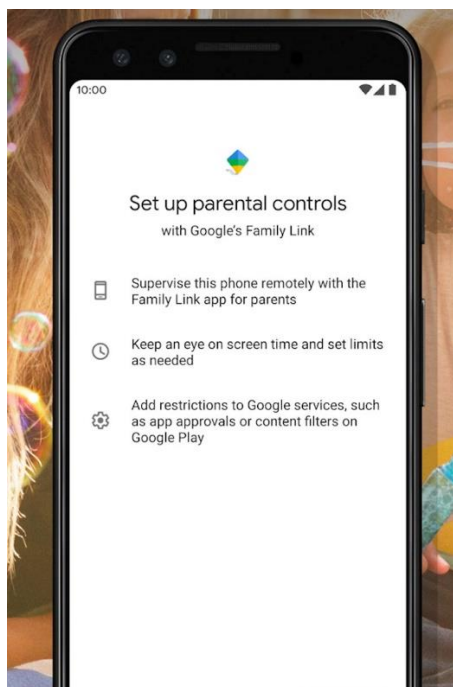 10:00
Set up parental controls
with Google's Family Link
Supervise this phone remotely with the
Family Link app for parents
Keep an eye on screen time and set limits
as needed
Add restrictions to Google services, such
as app approvals or content filters on
Google Play